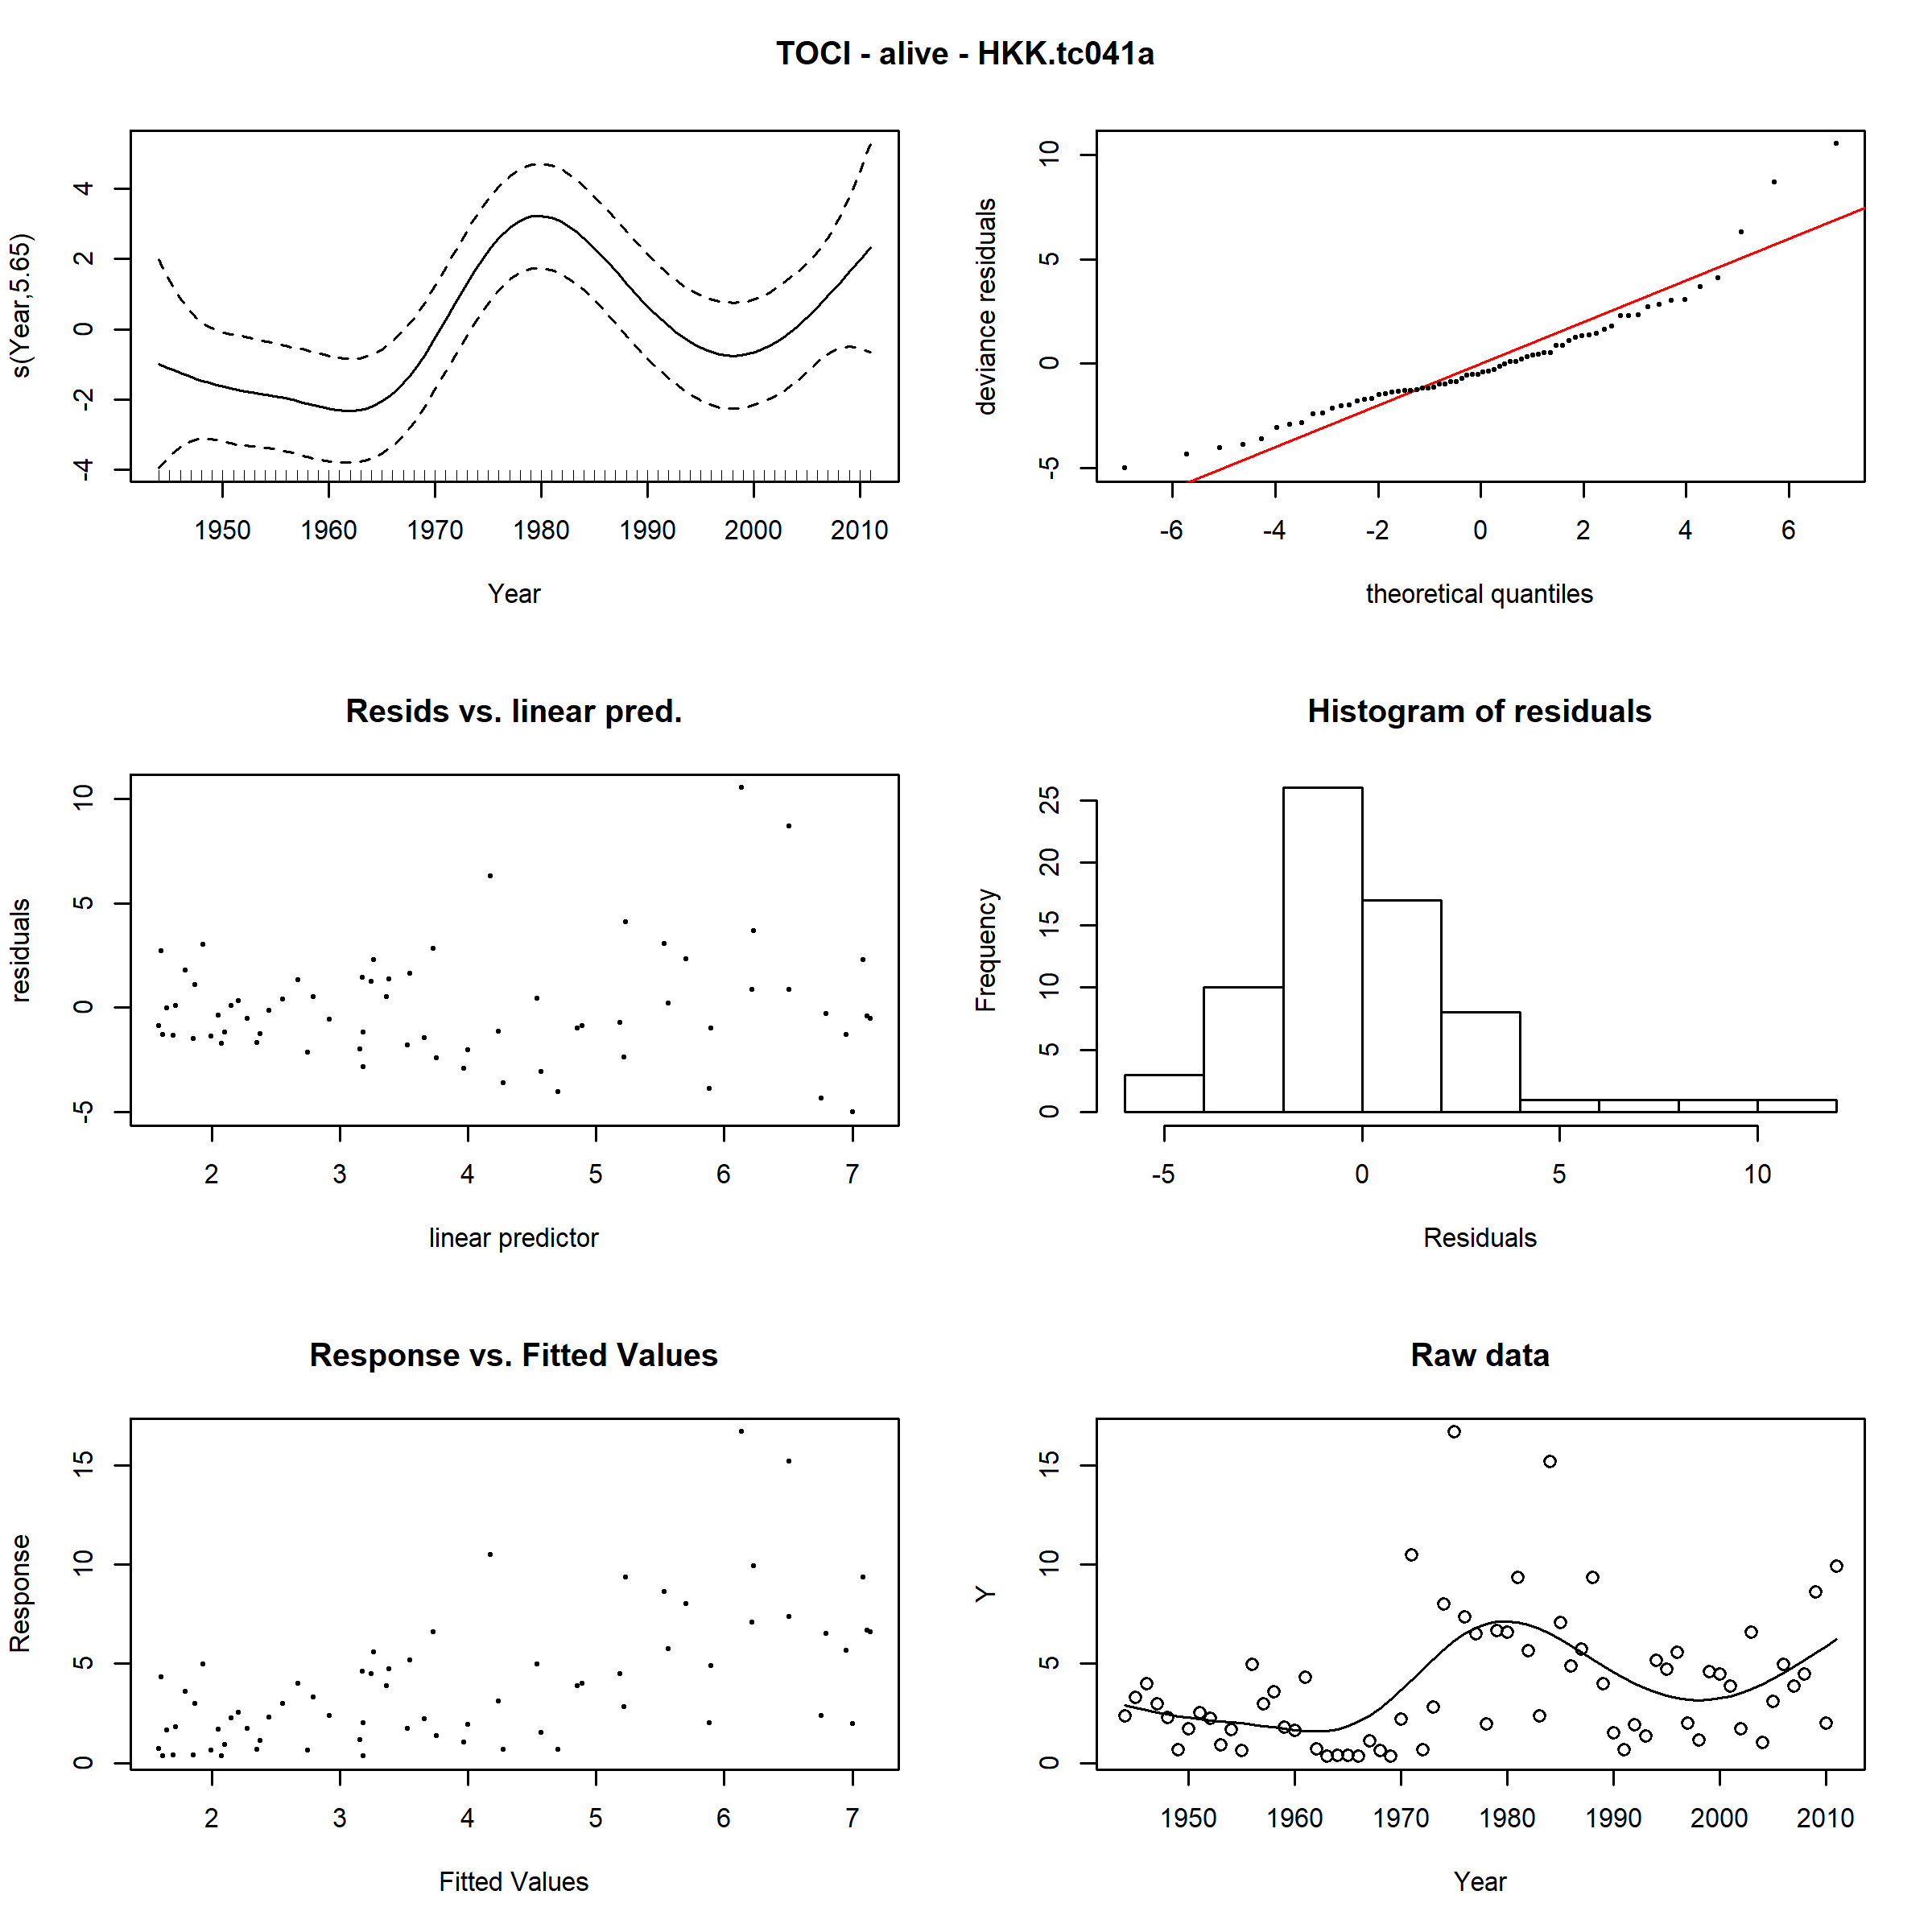 TOCI - alive - HKK.tc041a
s(Year,5.65)
4
2
0
-2
-4
1950 1960 1970 1980 1990 2000 2010
Year
deviance residuals
10
5
0
-5
-6 -4 -2 0 2 4 6
theoretical quantiles
Resids vs. linear pred.
residuals
10
5
0
-5
2 3 4 5 6 7
linear predictor
Histogram of residuals
Frequency
25
20
15
10
5
0
-5 0 5 10
Residuals
Response vs. Fitted Values
Response
15
10
5
0
2 3 4 5 6 7
Fitted Values
Raw data
Y
15
10
5
0
1950 1960 1970 1980 1990 2000 2010
Year